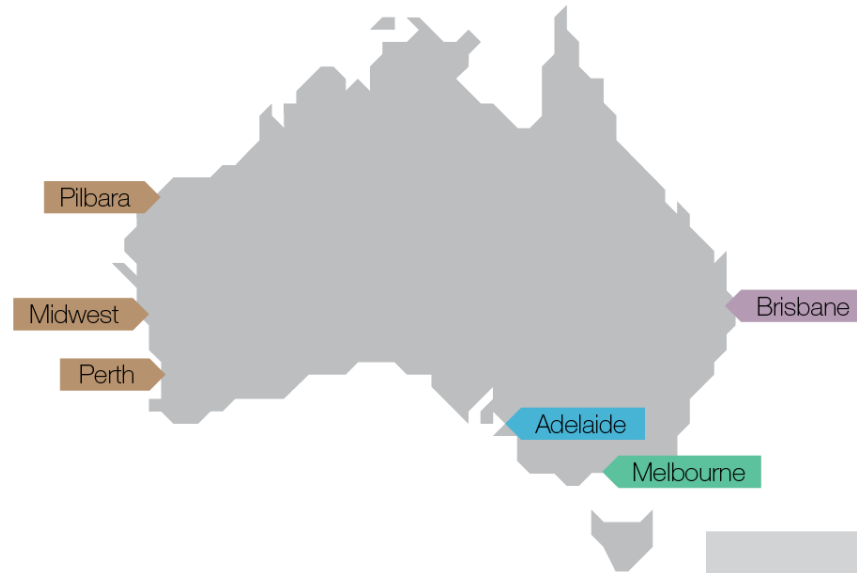 Pilbara
Midwest
Brisbane
Perth
Adelaide
Melbourne